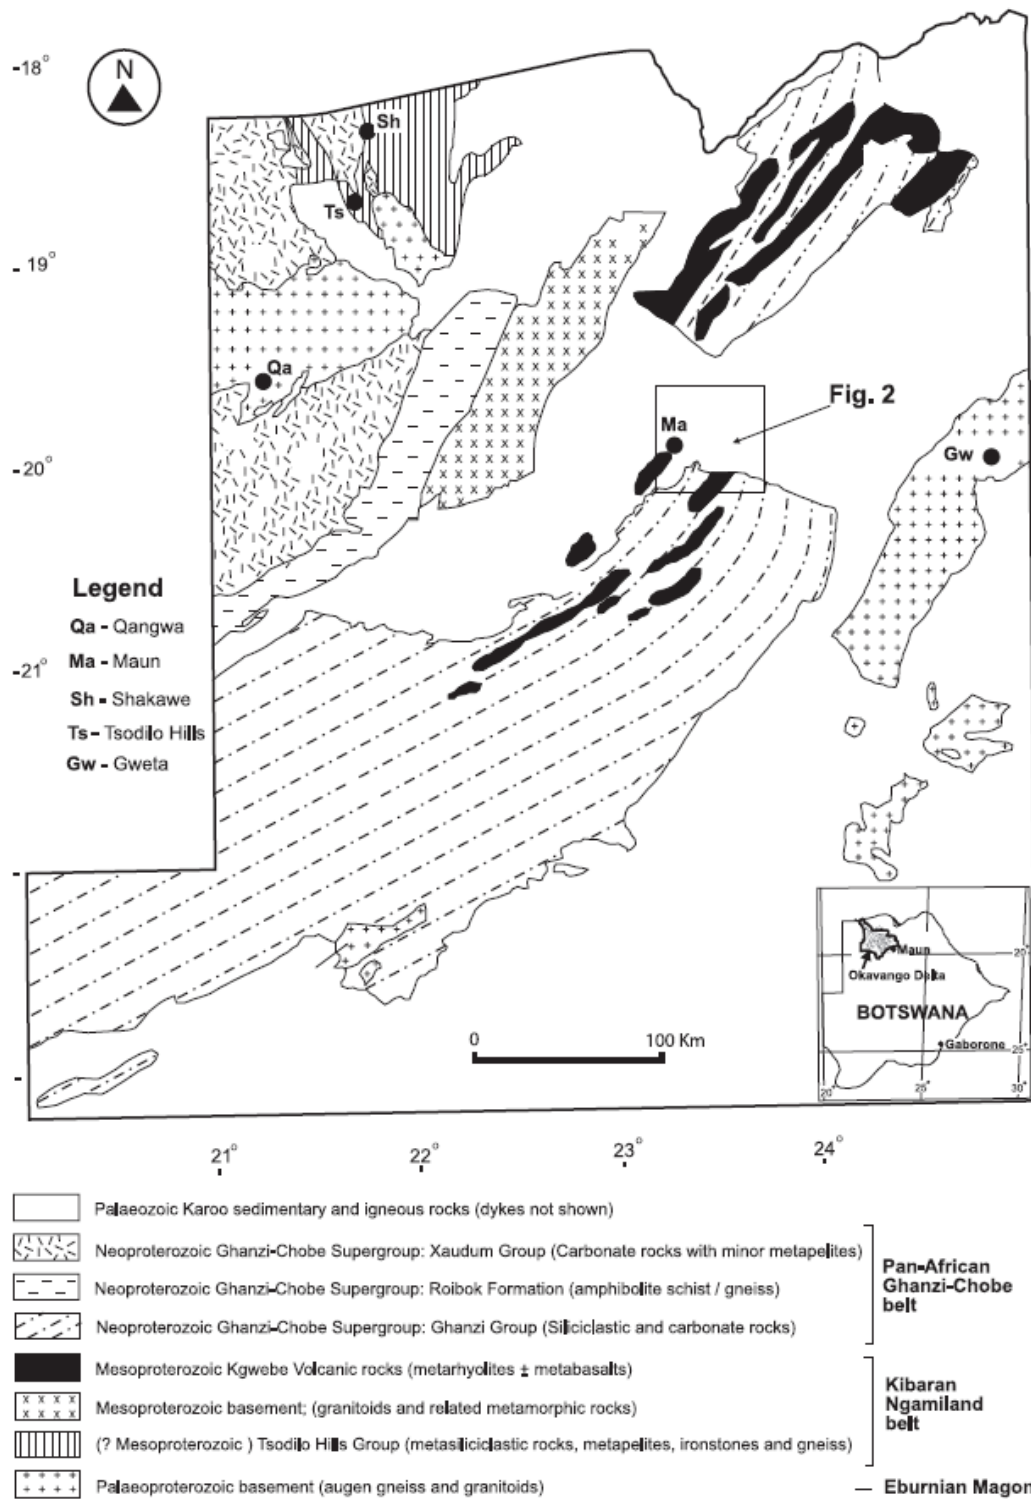 -18°
N
Sh
Ts
-19°
Qa
Fig. 2
Ma
Gw
-20°
Legend
Qa - Qangwa
Ma - Maun
Sh - Shakawe
Ts - Tsodilo Hills
Gw - Gweta
-21°
Maun
20°
Okavango Delta
BOTSWANA
Gaborone
25°
20°
25°
30°
0
100 Km
21°
22°
23°
24°
Palaeozoic Karoo sedimentary and igneous rocks (dykes not shown)
Neoproterozoic Ghanzi-Chobe Supergroup: Xaudum Group (Carbonate rocks with minor metapelites)
Neoproterozoic Ghanzi-Chobe Supergroup: Roibok Formation (amphibolite schist / gneiss)
Neoproterozoic Ghanzi-Chobe Supergroup: Ghanzi Group (Siliciclastic and carbonate rocks)
Pan-African
Ghanzi-Chobe
belt
Mesoproterozoic Kgwebe Volcanic rocks (metarhyolites ± metabasalts)
Mesoproterozoic basement; (granitoids and related metamorphic rocks)
(? Mesoproterozoic ) Tsodilo Hills Group (metasiliciclastic rocks, metapelites, ironstones and gneiss)
Kibaran
Ngamiland
belt
Palaeoproterozoic basement (augen gneiss and granitoids)
— Eburnian Magon